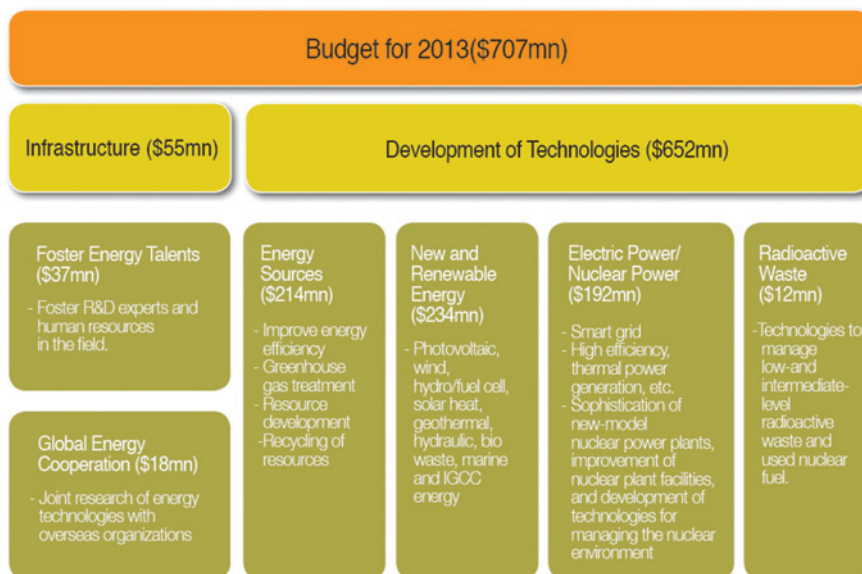 Budget for 2013($707mn)
Infrastructure ($55mn)
Development of Technologies ($652mn)
Foster Energy Talents
($37mn)
- Foster R&D experts and
human resources
in the field.
Global Energy
Cooperation ($18mn)
- Joint research of energy
technologies with
overseas organizations
Energy
Sources
($214mn)
- Improve energy
efficiency
- Greenhouse
gas treatment
- Resource
development
-Recycling of
resources
New and
Renewable
Energy
($234mn)
- Photovoltaic,
wind,
hydro/fuel cell,
solar heat,
geothermal,
hydraulic, bio
waste, marine
and IGCC
energy
Electric Power/
Nuclear Power
($192mn)
- Smart grid
- High efficiency,
thermal power
generation, etc.
- Sophistication of
new-model
nuclear power plants,
improvement of
nuclear plant facilities,
and development of
technologies for
managing the nuclear
environment
Radioactive
Waste
($12mn)
-Technologies to
manage
low-and
intermediate-
level
radioactive
waste and
used nuclear
fuel.